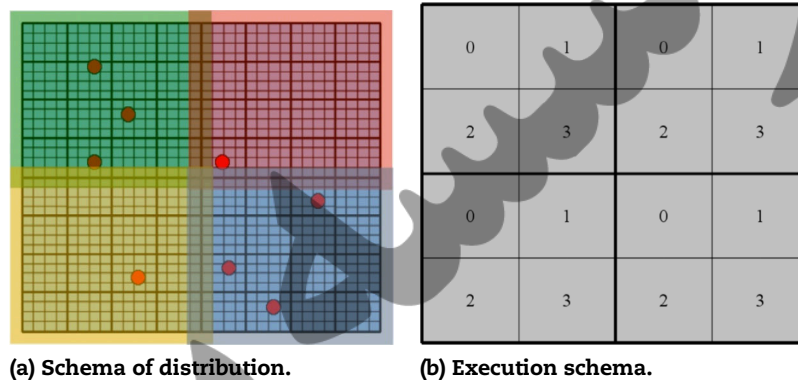 0 1 0 1
2 3 2 3
0 1 0 1
2 3 2 3
(a) Schema of distribution.
(b) Execution schema.